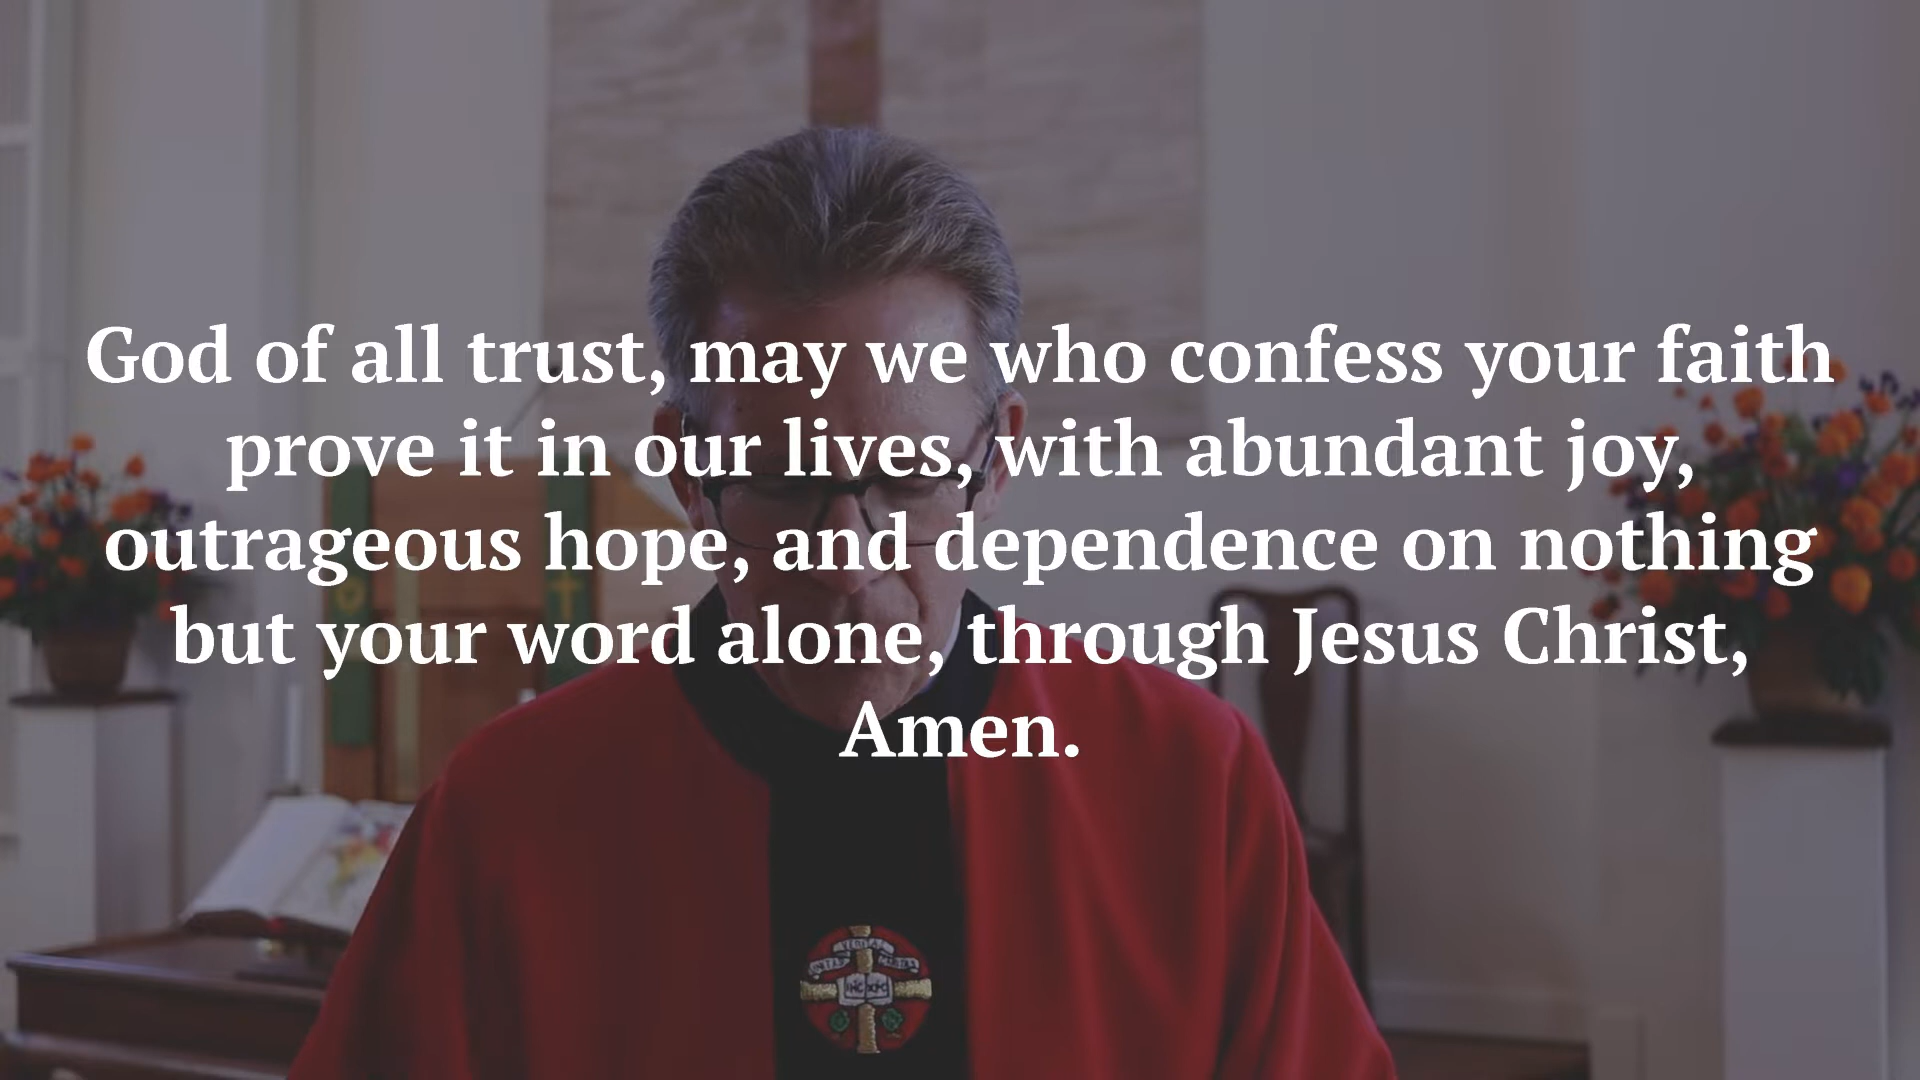 God of all trust, may we who confess your faith
prove it in our lives, with abundant joy,
outrageous hope, and dependence on nothing
but your word alone, through Jesus Christ,
Amen.
VERITAS